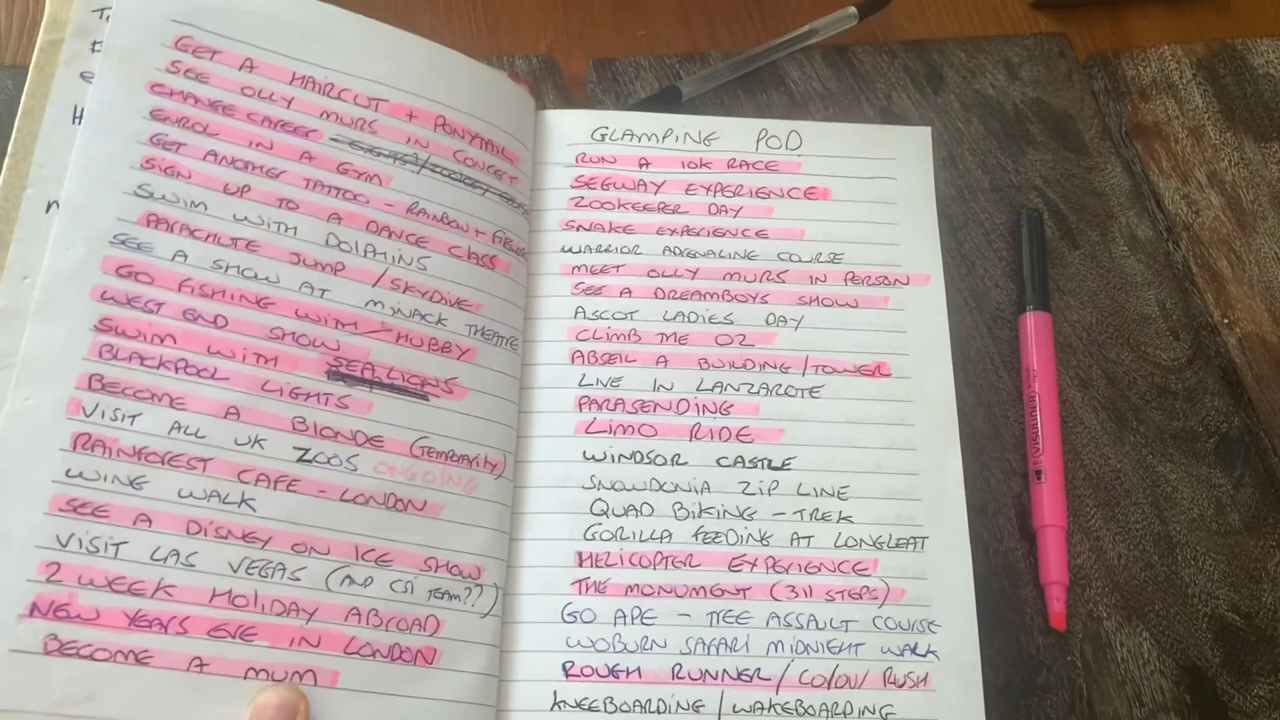 GET A HAIRCUT + PONYTAIL
SEE OLLY MURS IN CONCERT
CHANGE CAREER
ENROL IN A GYM
GET ANOTHER TATTOO - RAINBOW +
SIGN UP TO A DANCE CLASS
SWIM WITH DOLPHINS
PARACHUTE JUMP / SKYDIVE
SEE A SHOW AT MINACK THEATRE
GO FISHING WITH HUBBY
WEST END SHOW
SWIM WITH SEALIONS
BLACKPOOL LIGHTS
BECOME A BLONDE (TEMPORARILY)
VISIT ALL UK ZOOS ONGOING
RAINFOREST CAFE - LONDON
WING WALK
SEE A DISNEY ON ICE SHOW
VISIT LAS VEGAS (AND CSI TEAM??)
2 WEEK HOLIDAY ABROAD
NEW YEARS EVE IN LONDON
BECOME A MUM
GLAMPING POD
RUN A 10K RACE
SEGWAY EXPERIENCE
ZOOKEEPER DAY
SNAKE EXPERIENCE
WARRIOR ADRENALINE COURSE
MEET OLLY MURS IN PERSON
SEE A DREAMBOYS SHOW
ASCOT LADIES DAY
CLIMB THE O2
ABSEIL A BUILDING/TOWER
LIVE IN LANZAROTE
PARASENDING
LIMO RIDE
WINDSOR CASTLE
SNOWDONIA ZIP LINE
QUAD BIKING - TREK
GORILLA FEEDING AT LONGLEAT
HELICOPTER EXPERIENCE
THE MONUMENT (311 STEPS)
GO APE - TREE ASSAULT COURSE
WOBURN SAFARI MIDNIGHT WALK
ROUGH RUNNER/COLOUR RUSH
KNEEBOARDING / WAKEBOARDING